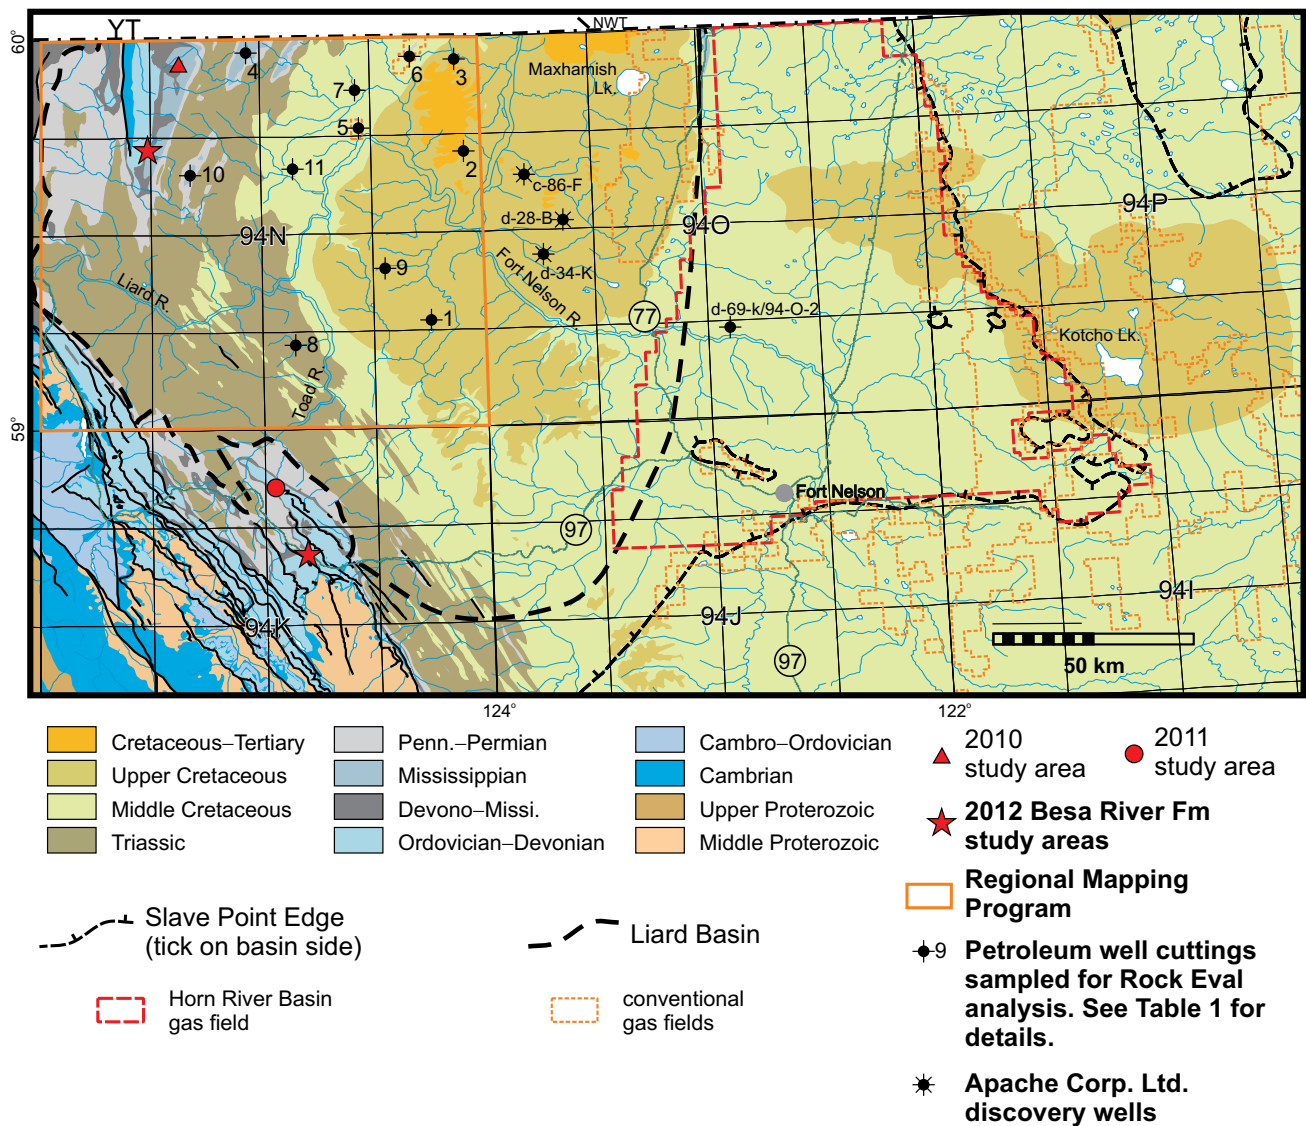 YT
NWT
60°
4
6
3
Maxhamish
Lk.
7
5
2
11
10
c-86-F
94P
d-28-B
94O
94N
9
d-34-K
Liard R.
Fort Nelson R.
77
d-69-k/94-O-2
1
Kotcho Lk.
8
Toad R.
59°
Fort Nelson
97
94I
94J
94K
97
50 km
124°
122°
Cretaceous–Tertiary
Upper Cretaceous
Middle Cretaceous
Triassic
Penn.–Permian
Mississippian
Devono–Missi.
Ordovician–Devonian
Cambro–Ordovician
Cambrian
Upper Proterozoic
Middle Proterozoic
2010
study area
2011
study area
2012 Besa River Fm
study areas
Regional Mapping
Program
Slave Point Edge
(tick on basin side)
Liard Basin
9
Petroleum well cuttings
sampled for Rock Eval
analysis. See Table 1 for
details.
Horn River Basin
gas field
conventional
gas fields
Apache Corp. Ltd.
discovery wells